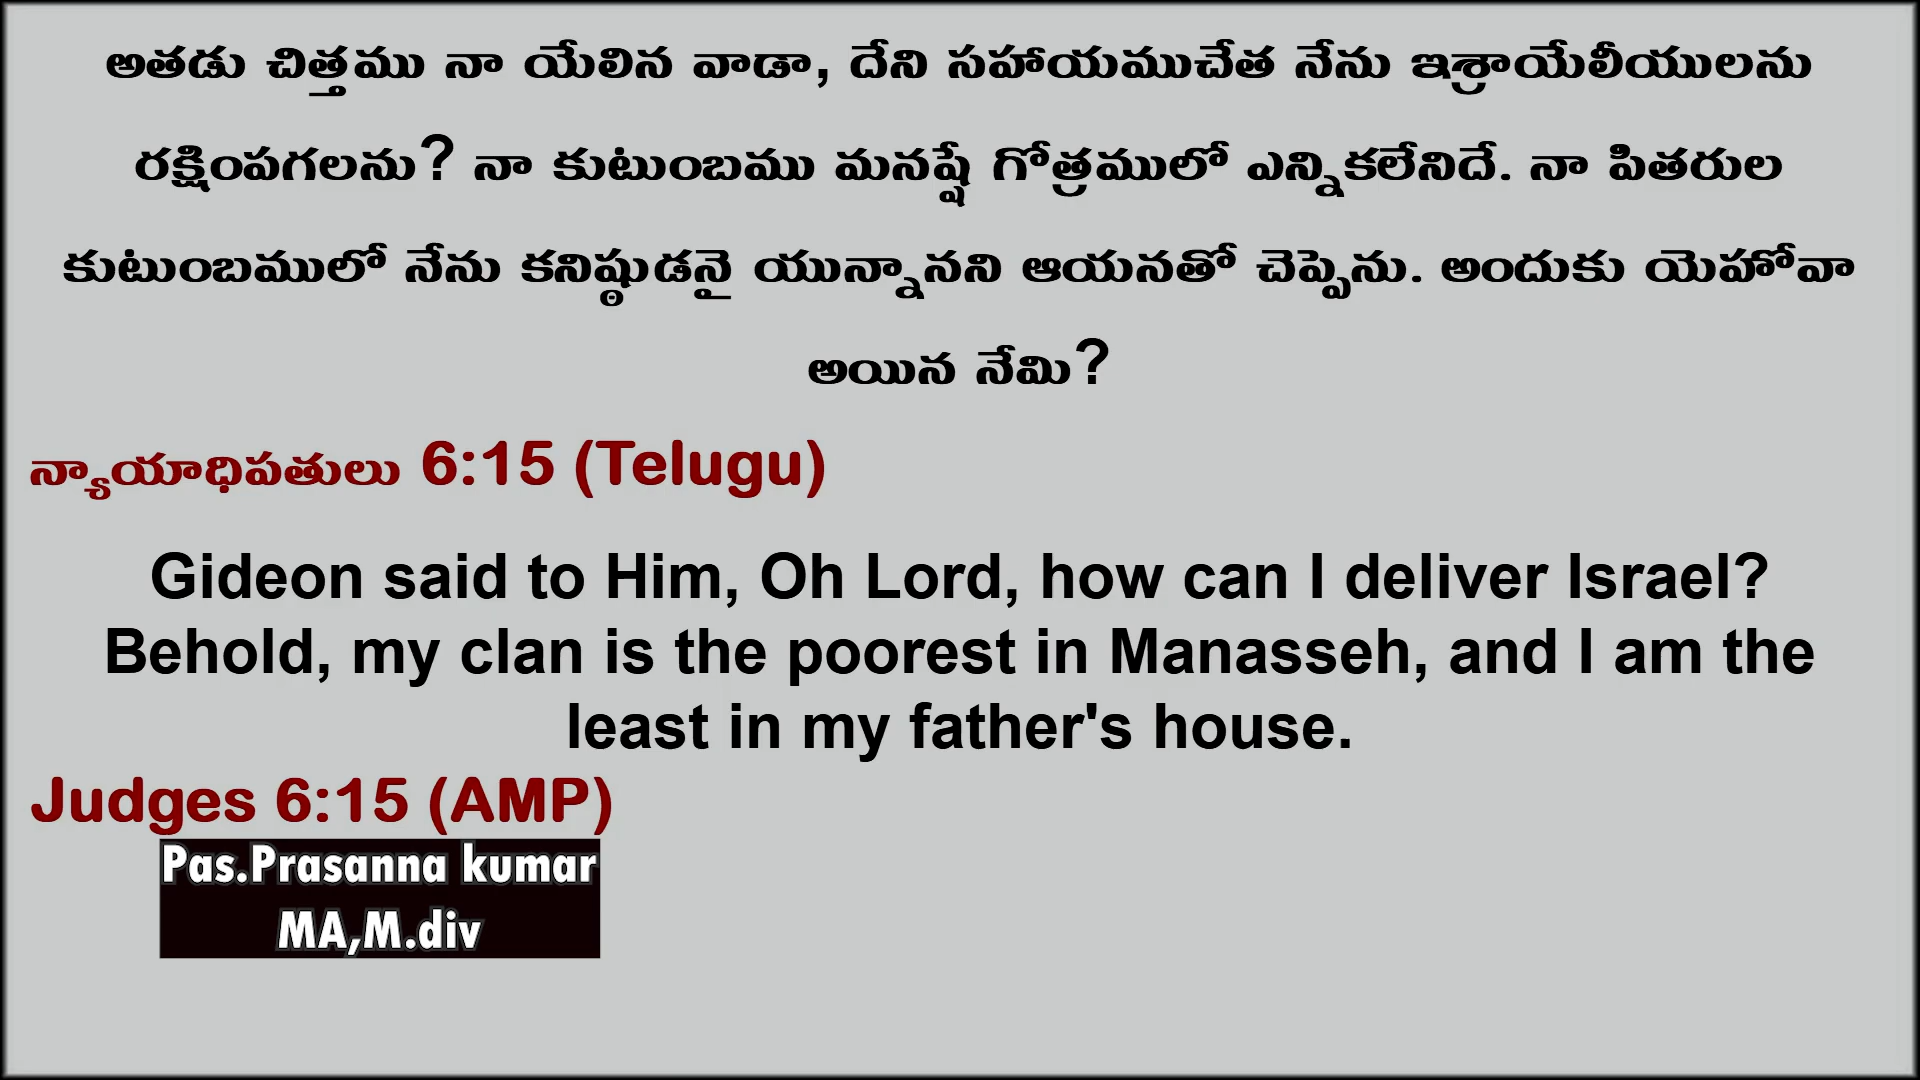 అతడు చిత్తము నా యేలిన వాడా, దేని సహాయముచేత నేను ఇశ్రాయేలీయులను
రక్షింపగలను? నా కుటుంబము మనష్షే గోత్రములో ఎన్నికలేనిదే. నా పితరుల
కుటుంబములో నేను కనిష్ఠుడనై యున్నానని ఆయనతో చెప్పెను. అందుకు యెహోవా
అయిన నేమి?
న్యాయాధిపతులు 6:15 (Telugu)
Gideon said to Him, Oh Lord, how can I deliver Israel?
Behold, my clan is the poorest in Manasseh, and I am the
least in my father's house.
Judges 6:15 (AMP)
Pas.Prasanna kumar
MA,M.div